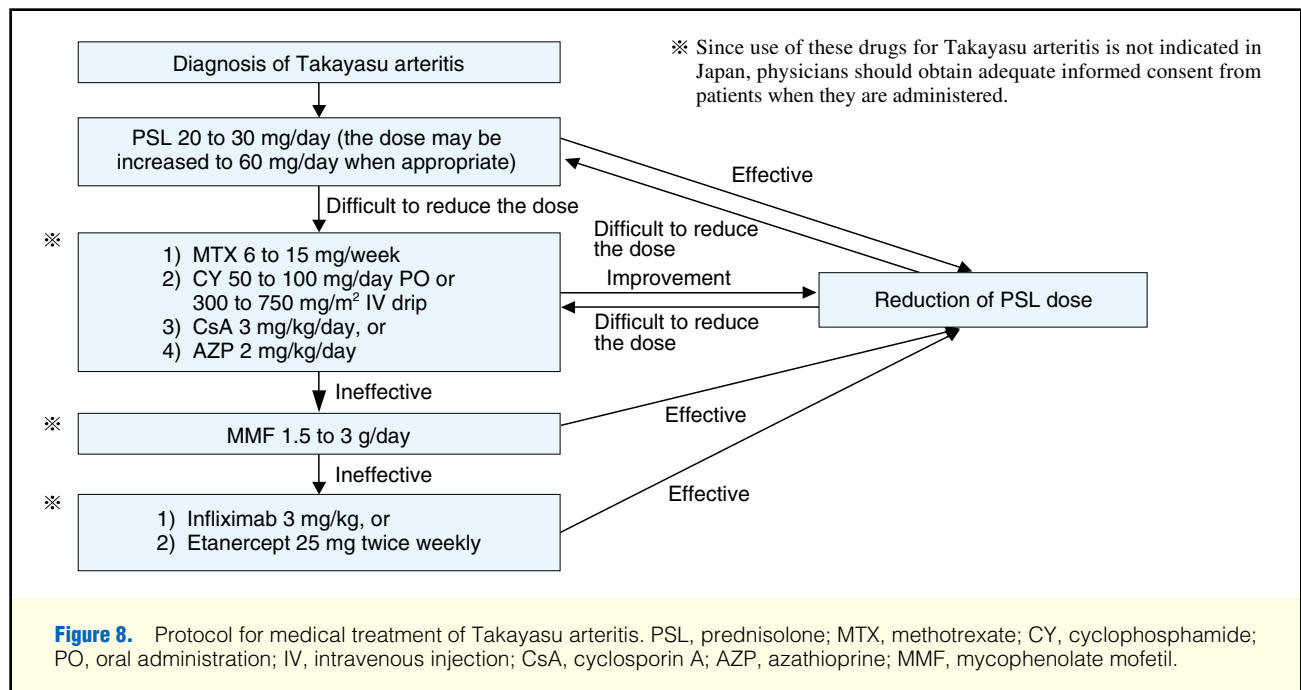 Diagnosis of Takayasu arteritis
※ Since use of these drugs for Takayasu arteritis is not indicated in
Japan, physicians should obtain adequate informed consent from
patients when they are administered.
PSL 20 to 30 mg/day (the dose may be
increased to 60 mg/day when appropriate)
Effective
Difficult to reduce the dose
Difficult to reduce
the dose
※
1) MTX 6 to 15 mg/week
2) CY 50 to 100 mg/day PO or
300 to 750 mg/m² IV drip
3) CsA 3 mg/kg/day, or
4) AZP 2 mg/kg/day
Improvement
Difficult to reduce
the dose
Reduction of PSL dose
Ineffective
※
MMF 1.5 to 3 g/day
Effective
Ineffective
※
1) Infliximab 3 mg/kg, or
2) Etanercept 25 mg twice weekly
Effective
Figure 8. Protocol for medical treatment of Takayasu arteritis. PSL, prednisolone; MTX, methotrexate; CY, cyclophosphamide;
PO, oral administration; IV, intravenous injection; CsA, cyclosporin A; AZP, azathioprine; MMF, mycophenolate mofetil.